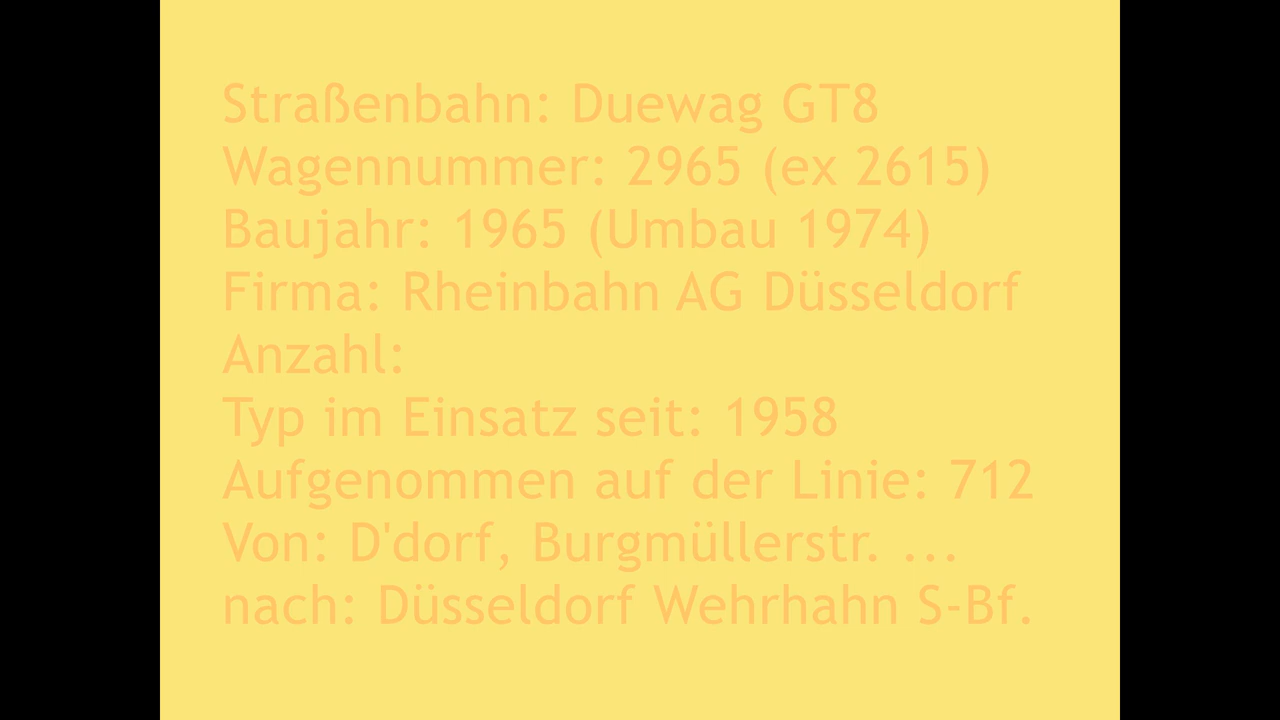 Straßenbahn: Duewag GT8
Wagennummer: 2965 (ex 2615)
Baujahr: 1965 (Umbau 1974)
Firma: Rheinbahn AG Düsseldorf
Anzahl:
Typ im Einsatz seit: 1958
Aufgenommen auf der Linie: 712
Von: D'dorf, Burgmüllerstr. ...
nach: Düsseldorf Wehrhahn S-Bf.